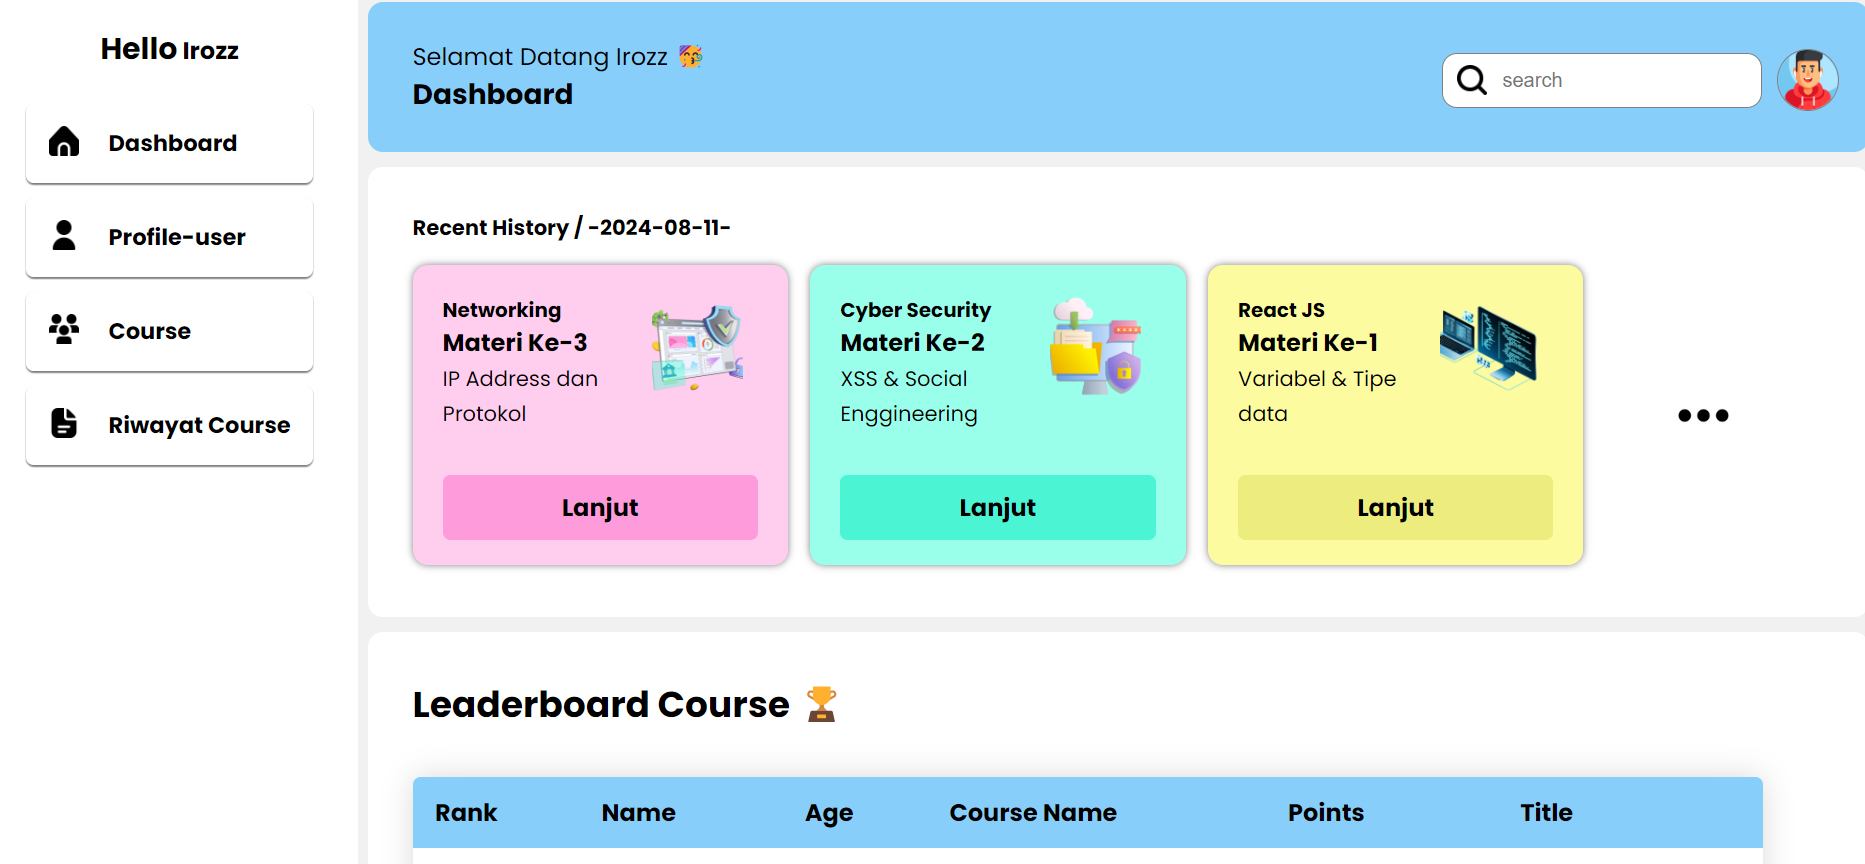 Hello Irozz
Dashboard
Profile-user
Course
Riwayat Course
Selamat Datang Irozz 🥳
Dashboard
search
Recent History / -2024-08-11-
Networking
Materi Ke-3
IP Address dan
Protokol
Lanjut
Cyber Security
Materi Ke-2
XSS & Social
Enggineering
Lanjut
React JS
Materi Ke-1
Variabel & Tipe
data
Lanjut
Leaderboard Course 🏆
Rank Name Age Course Name Points Title